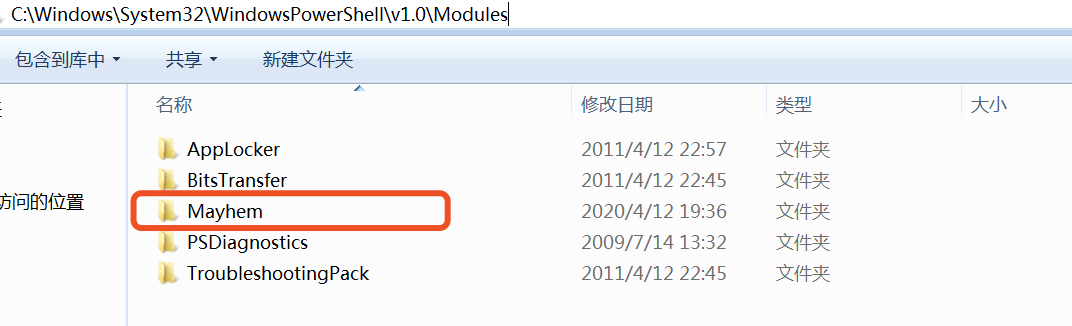 C:\Windows\System32\WindowsPowerShell\v1.0\Modules
包含到库中 共享 新建文件夹
名称 修改日期 类型 大小
AppLocker 2011/4/12 22:57 文件夹
BitsTransfer 2011/4/12 22:45 文件夹
访问的位置 Mayhem 2020/4/12 19:36 文件夹
PSDiagnostics 2009/7/14 13:32 文件夹
TroubleshootingPack 2011/4/12 22:45 文件夹